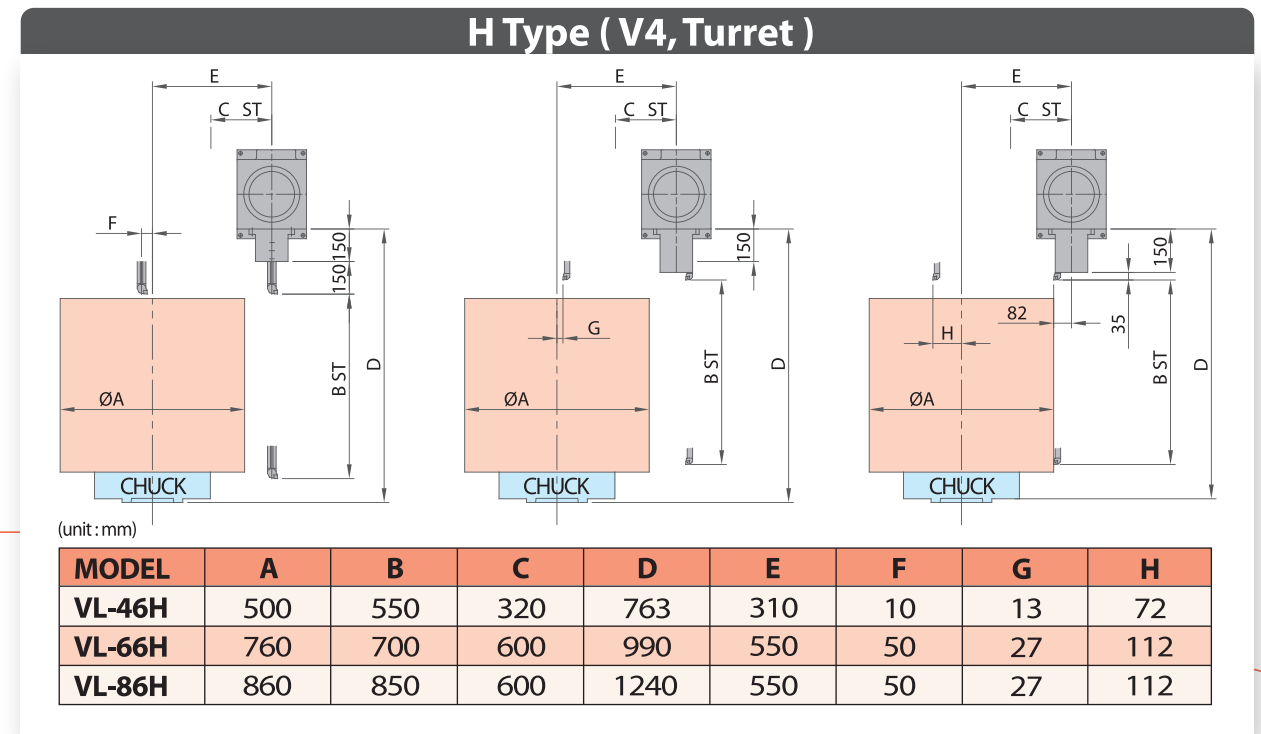 H Type ( V4, Turret )
E
C ST
F
150
150
B ST
D
ØA
CHUCK
E
C ST
150
G
B ST
D
ØA
CHUCK
E
C ST
150
82
35
H
B ST
D
ØA
CHUCK
(unit : mm)
MODEL A B C D E F G H
VL-46H 500 550 320 763 310 10 13 72
VL-66H 760 700 600 990 550 50 27 112
VL-86H 860 850 600 1240 550 50 27 112